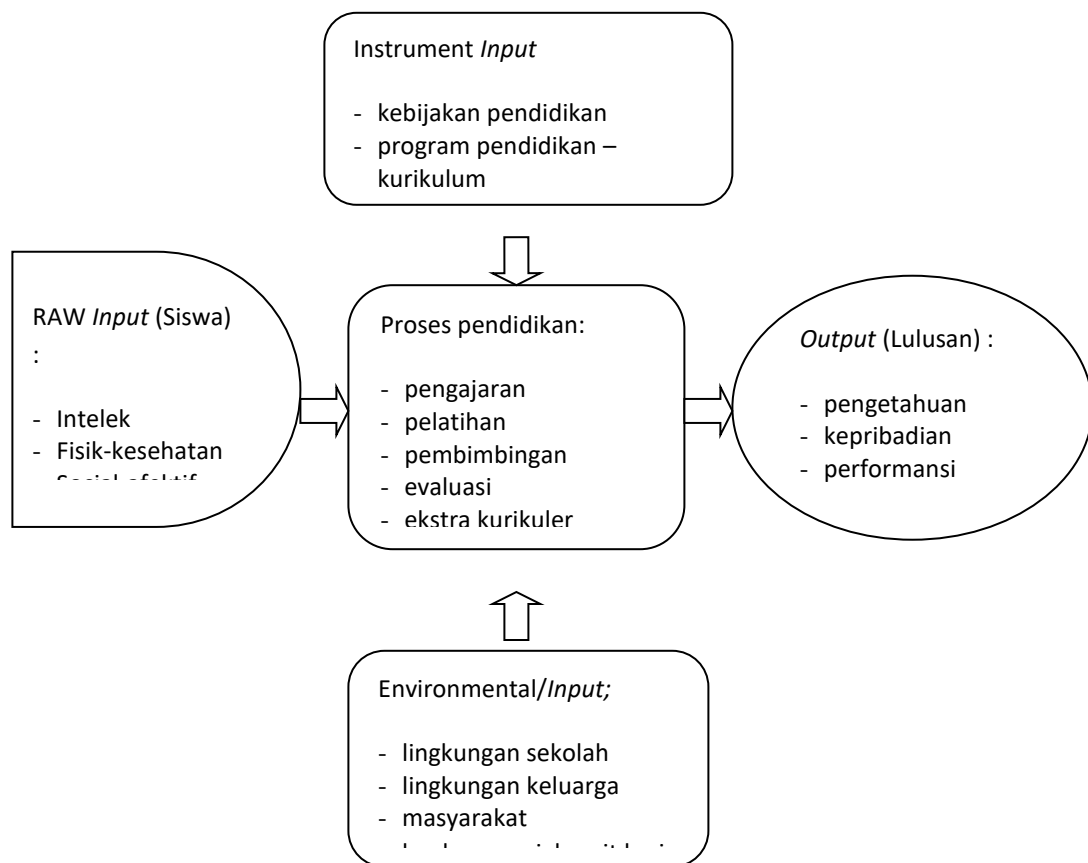 Instrument Input
- kebijakan pendidikan
- program pendidikan –
kurikulum
RAW Input (Siswa)
:
- Intelek
- Fisik-kesehatan
Proses pendidikan:
- pengajaran
- pelatihan
- pembimbingan
- evaluasi
- ekstra kurikuler
Output (Lulusan) :
- pengetahuan
- kepribadian
- performansi
Environmental/Input;
- lingkungan sekolah
- lingkungan keluarga
- masyarakat